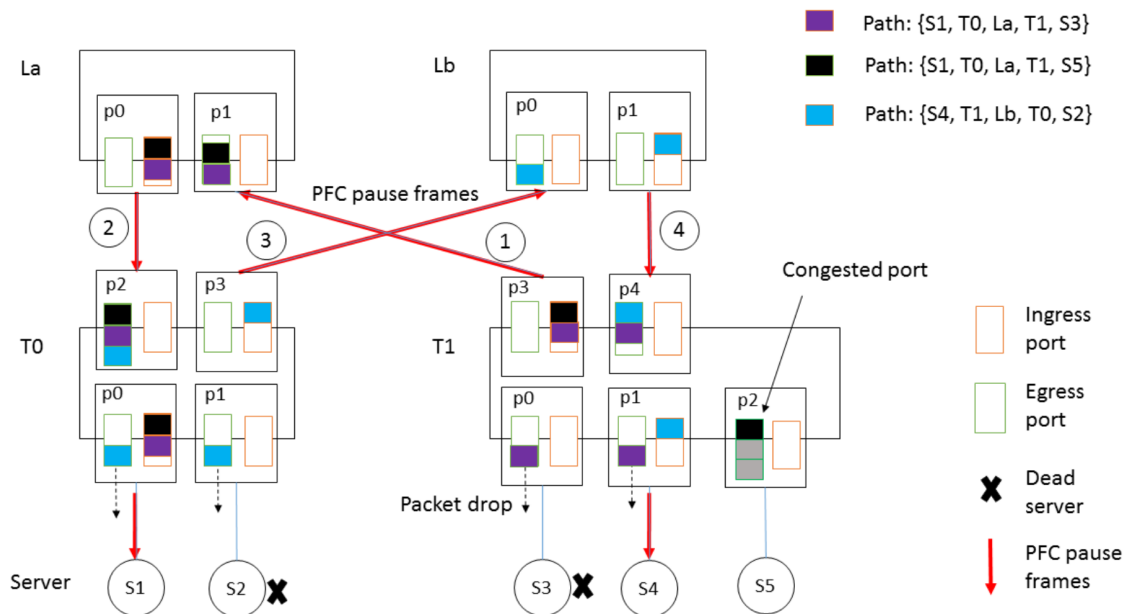 Path: {S1, T0, La, T1, S3}
La
Lb
Path: {S1, T0, La, T1, S5}
p0
p1
p0
p1
Path: {S4, T1, Lb, T0, S2}
PFC pause frames
2
3
1
4
Congested port
p2
p3
p3
p4
Ingress
port
T0
T1
p0
p1
p0
p1
p2
Egress
port
Packet drop
Dead
server
Server
S1
S2
S3
S4
S5
PFC pause
frames